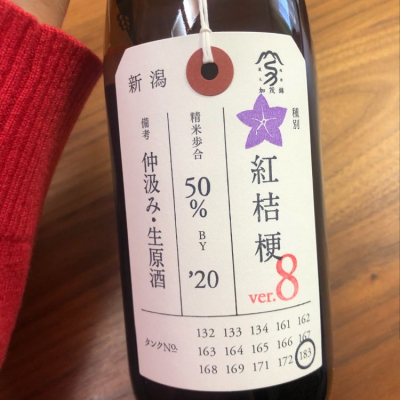 加茂錦
種別
紅桔梗
ver.8
精米歩合
50%
BY
'20
新潟
備考
仲汲み・生原酒
タンクNo.
132 133 134 161 162
163 164 165 166 167
168 169 171 172 183